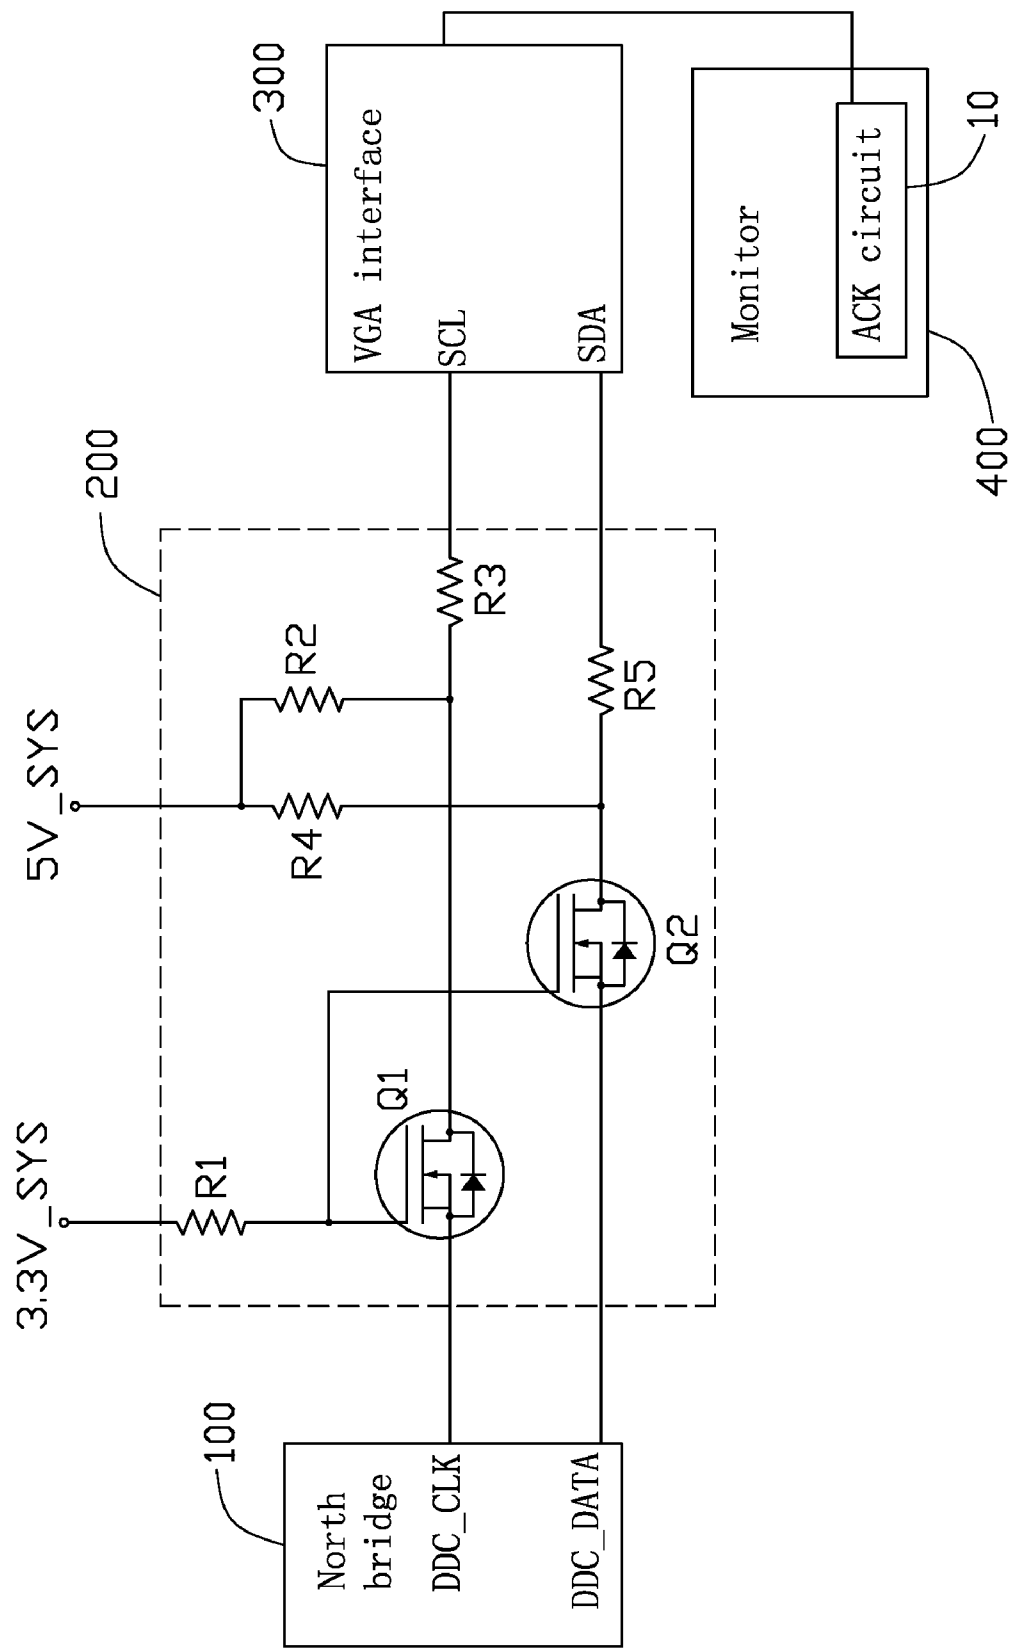 3.3V_SYS
5V_SYS
200
300
100
R1
R2
R4
Q1
R3
R5
Q2
North
bridge
DDC_CLK
DDC_DATA
VGA interface
SCL
SDA
Monitor
ACK circuit
10
400